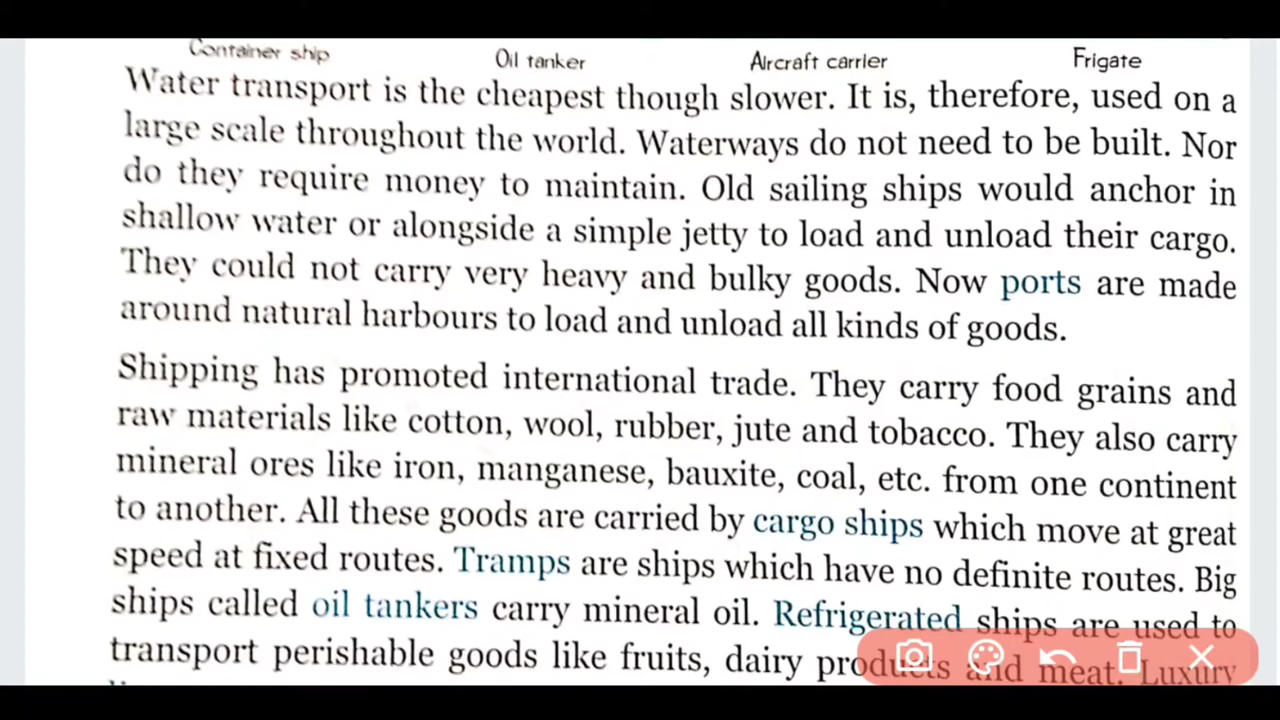 Container ship Oil tanker Aircraft carrier Frigate
Water transport is the cheapest though slower. It is, therefore, used on a
large scale throughout the world. Waterways do not need to be built. Nor
do they require money to maintain. Old sailing ships would anchor in
shallow water or alongside a simple jetty to load and unload their cargo.
They could not carry very heavy and bulky goods. Now ports are made
around natural harbours to load and unload all kinds of goods.
Shipping has promoted international trade. They carry food grains and
raw materials like cotton, wool, rubber, jute and tobacco. They also carry
mineral ores like iron, manganese, bauxite, coal, etc. from one continent
to another. All these goods are carried by cargo ships which move at great
speed at fixed routes. Tramps are ships which have no definite routes. Big
ships called oil tankers carry mineral oil. Refrigerated ships are used to
transport perishable goods like fruits, dairy products and meat. Luxury